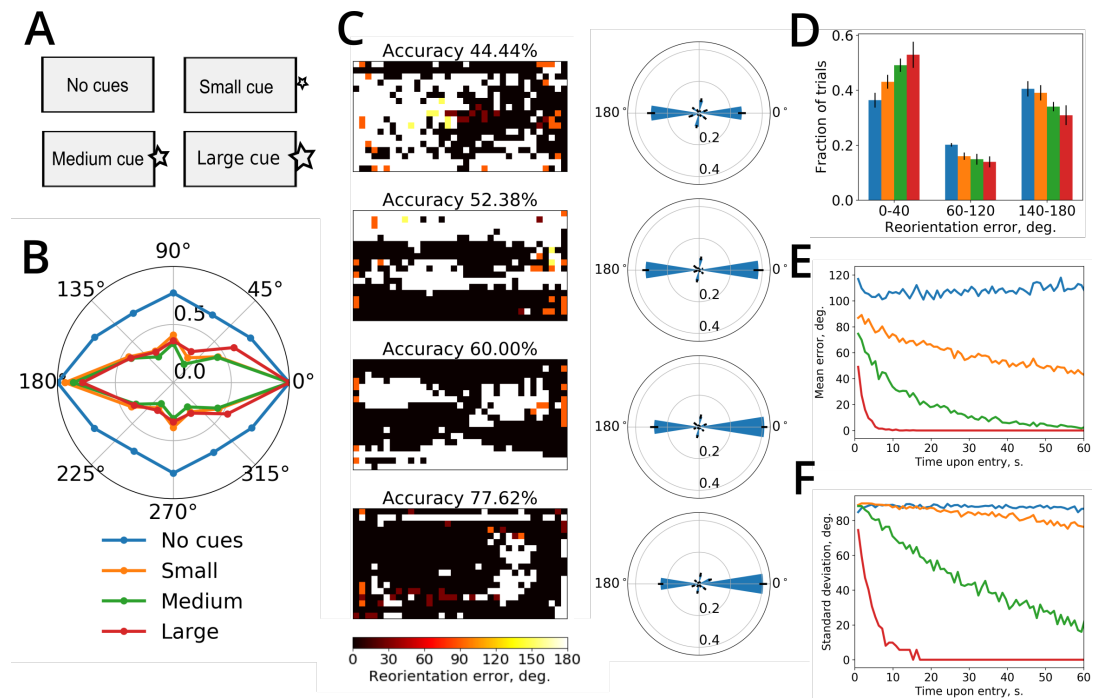 A
No cues
Small cue
Medium cue
Large cue
B
90°
135°
45°
0.5
180°
0.0
0°
225°
315°
270°
No cues
Small
Medium
Large
C
Accuracy 44.44%
180°
0°
0.2
0.4
Accuracy 52.38%
180°
0°
0.2
0.4
Accuracy 60.00%
180°
0°
0.2
0.4
Accuracy 77.62%
180°
0°
0.2
0.4
0 30 60 90 120 150 180
Reorientation error, deg.
D
Fraction of trials
0.6
0.4
0.2
0.0
0-40 60-120 140-180
Reorientation error, deg.
E
Mean error, deg.
120
100
80
60
40
20
0
0 10 20 30 40 50 60
Time upon entry, s.
F
Standard deviation, deg.
80
60
40
20
0
0 10 20 30 40 50 60
Time upon entry, s.